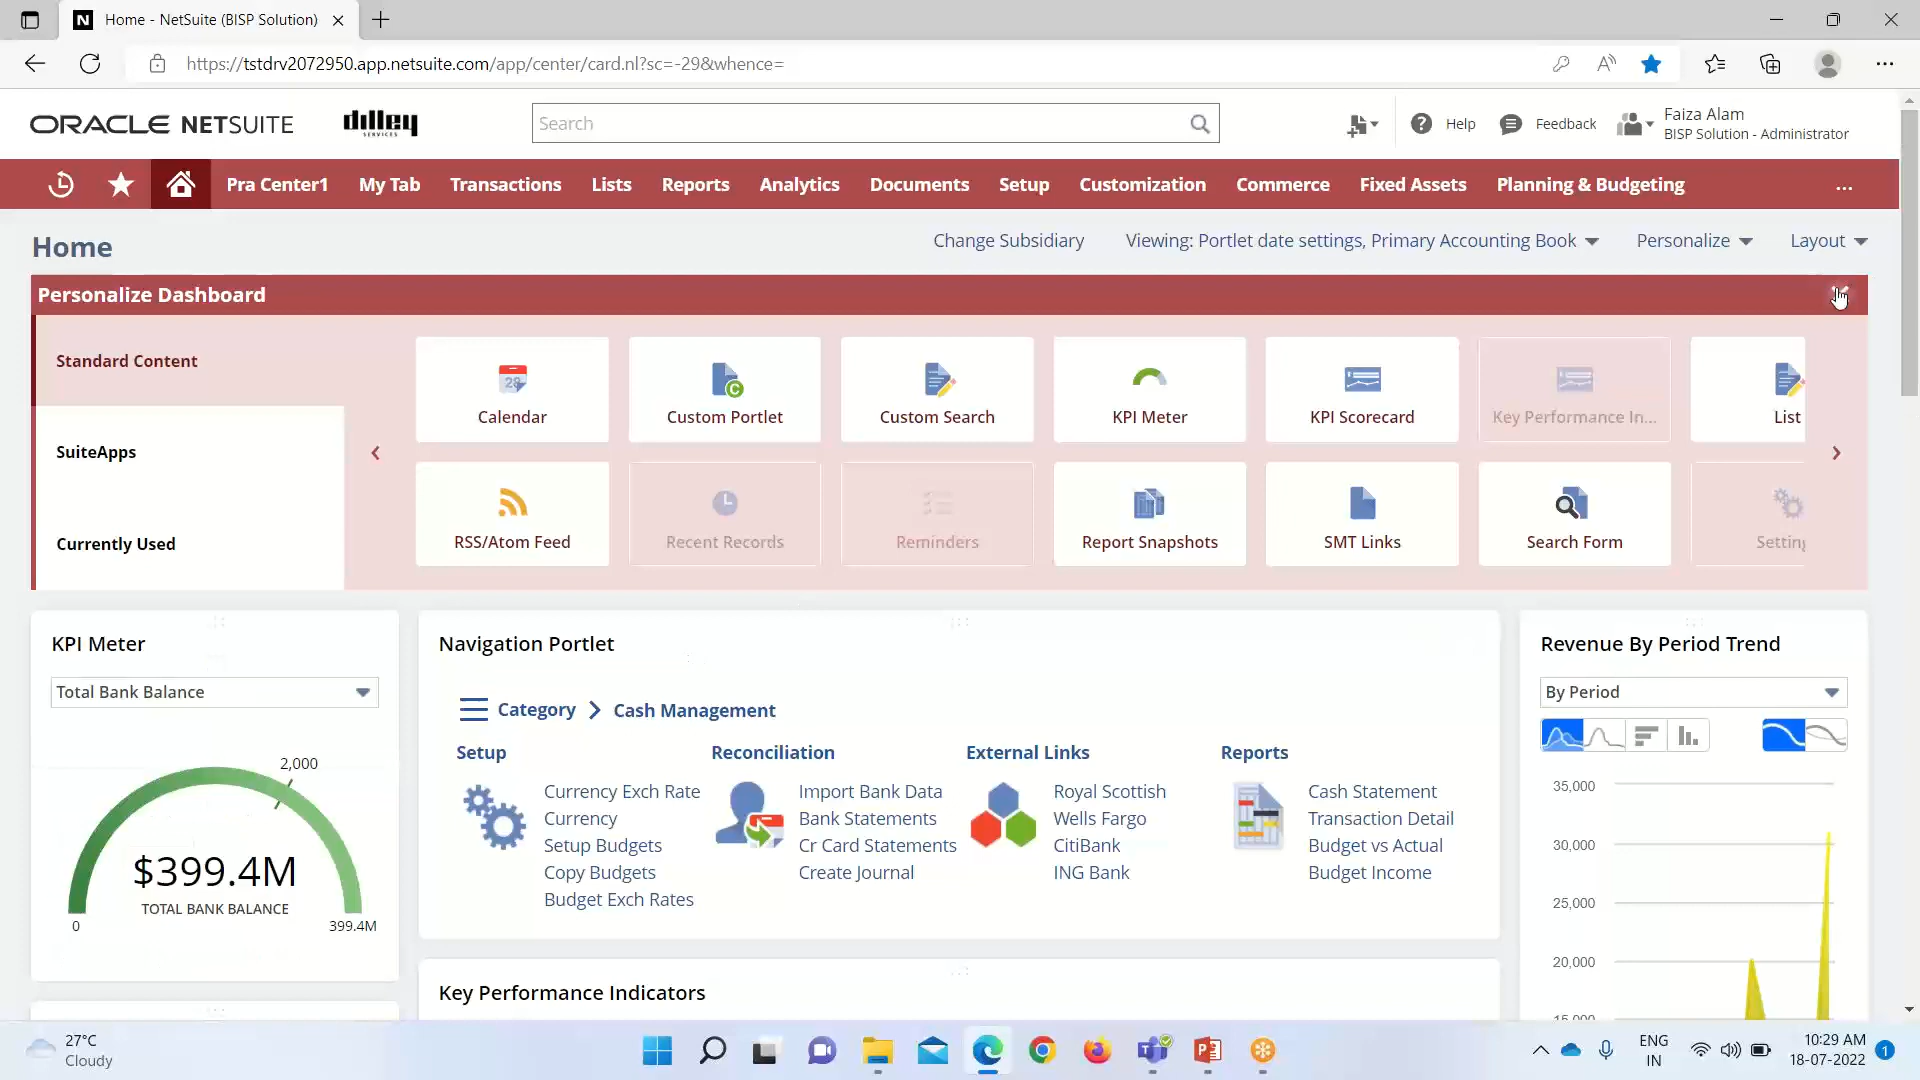 Home - NetSuite (BISP Solution)
https://tstdrv2072950.app.netsuite.com/app/center/card.nl?sc=-29&whence=
ORACLE NETSUITE
dilley
SERVICES
Search
Help
Feedback
Faiza Alam
BISP Solution - Administrator
Pra Center1
My Tab
Transactions
Lists
Reports
Analytics
Documents
Setup
Customization
Commerce
Fixed Assets
Planning & Budgeting
...
Home
Change Subsidiary
Viewing: Portlet date settings, Primary Accounting Book
Personalize
Layout
Personalize Dashboard
Standard Content
SuiteApps
Currently Used
28
Calendar
Custom Portlet
Custom Search
KPI Meter
KPI Scorecard
Key Performance In...
List
RSS/Atom Feed
Recent Records
Reminders
Report Snapshots
SMT Links
Search Form
Setting
KPI Meter
Total Bank Balance
2,000
$399.4M
TOTAL BANK BALANCE
0
399.4M
Navigation Portlet
Category > Cash Management
Setup
Currency Exch Rate
Currency
Setup Budgets
Copy Budgets
Budget Exch Rates
Reconciliation
Import Bank Data
Bank Statements
Cr Card Statements
Create Journal
External Links
Royal Scottish
Wells Fargo
CitiBank
ING Bank
Reports
Cash Statement
Transaction Detail
Budget vs Actual
Budget Income
Key Performance Indicators
Revenue By Period Trend
By Period
35,000
30,000
25,000
20,000
15,000
27°C
Cloudy
ENG
IN
10:29 AM
18-07-2022
1